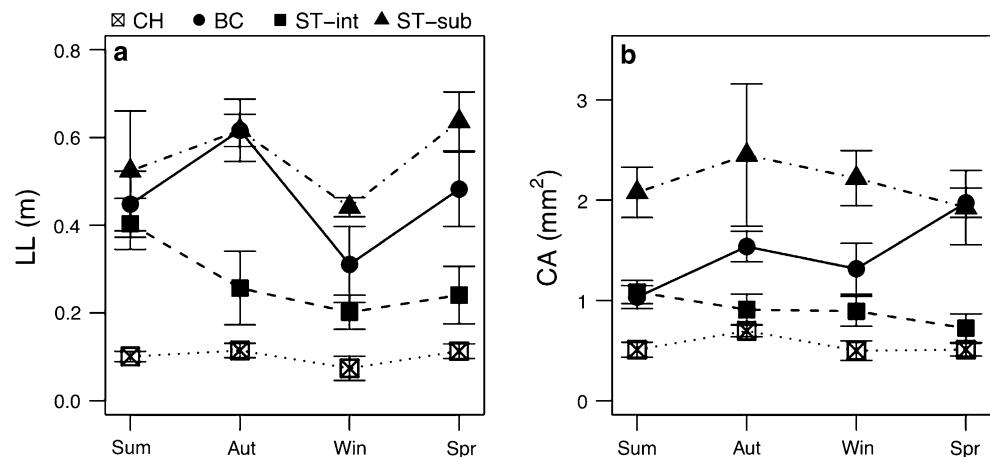 CH BC ST-int ST-sub
a
0.8
0.6
0.4
0.2
0.0
LL (m)
Sum Aut Win Spr
b
3
2
1
0
CA (mm²)
Sum Aut Win Spr